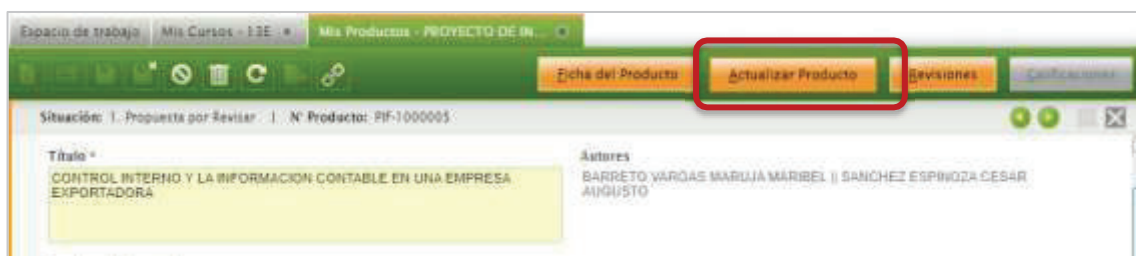 Espacio de trabajo Mis Cursos - 13E Mis Productos - PROYECTO DE IN...
Ficha del Producto Actualizar Producto Revisiones Calificaciones
Situación: 1. Propuesta por Revisar | N° Producto: PIF-1000005
Título * Autores
CONTROL INTERNO Y LA INFORMACION CONTABLE EN UNA EMPRESA BARRETO VARGAS MARUJA MARIBEL || SANCHEZ ESPINOZA CESAR
EXPORTADORA AUGUSTO